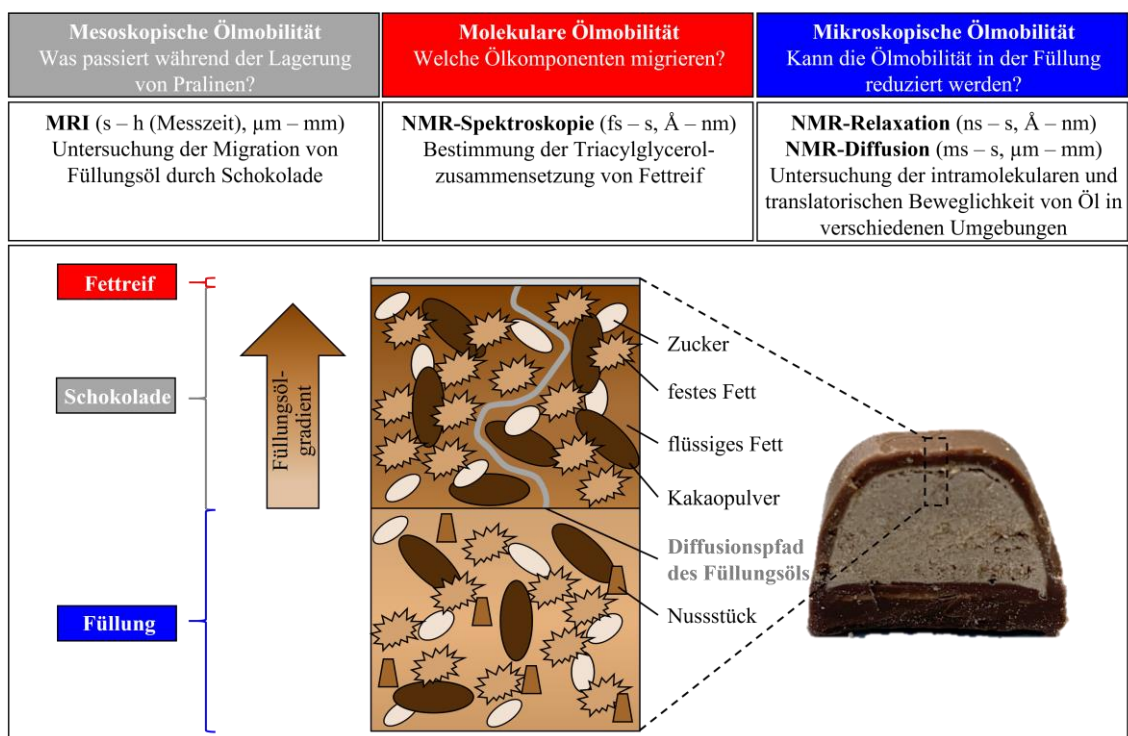 Mesoskopische Ölmobilität
Was passiert während der Lagerung
von Pralinen?
Molekulare Ölmobilität
Welche Ölkomponenten migrieren?
Mikroskopische Ölmobilität
Kann die Ölmobilität in der Füllung
reduziert werden?
MRI (s – h (Messzeit), µm – mm)
Untersuchung der Migration von
Füllungsöl durch Schokolade
NMR-Spektroskopie (fs – s, Å – nm)
Bestimmung der Triacylglycerol-
zusammensetzung von Fettreif
NMR-Relaxation (ns – s, Å – nm)
NMR-Diffusion (ms – s, µm – mm)
Untersuchung der intramolekularen und
translatorischen Beweglichkeit von Öl in
verschiedenen Umgebungen
Fettreif
Schokolade
Füllung
Füllungsöl-
gradient
Zucker
festes Fett
flüssiges Fett
Kakaopulver
Diffusionspfad
des Füllungsöls
Nussstück